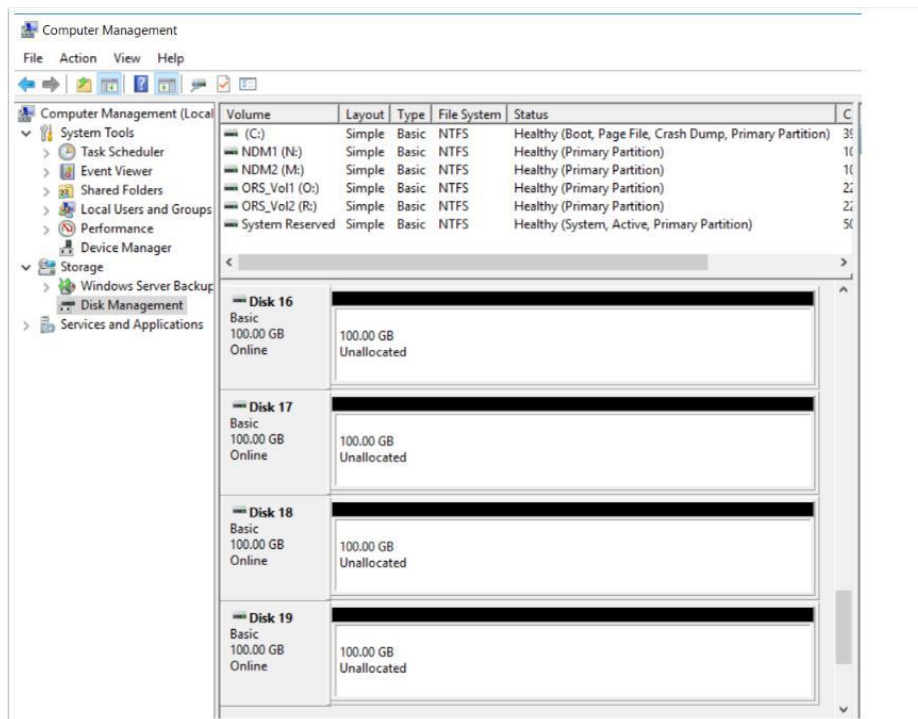 Computer Management
File Action View Help
Computer Management (Local
System Tools
Task Scheduler
Event Viewer
Shared Folders
Local Users and Groups
Performance
Device Manager
Storage
Windows Server Backup
Disk Management
Services and Applications
Volume Layout Type File System Status C
(C:) Simple Basic NTFS Healthy (Boot, Page File, Crash Dump, Primary Partition) 39
NDM1 (N:) Simple Basic NTFS Healthy (Primary Partition) 10
NDM2 (M:) Simple Basic NTFS Healthy (Primary Partition) 10
ORS_Vol1 (O:) Simple Basic NTFS Healthy (Primary Partition) 22
ORS_Vol2 (R:) Simple Basic NTFS Healthy (Primary Partition) 22
System Reserved Simple Basic NTFS Healthy (System, Active, Primary Partition) 50
Disk 16
Basic
100.00 GB
Online
100.00 GB
Unallocated
Disk 17
Basic
100.00 GB
Online
100.00 GB
Unallocated
Disk 18
Basic
100.00 GB
Online
100.00 GB
Unallocated
Disk 19
Basic
100.00 GB
Online
100.00 GB
Unallocated